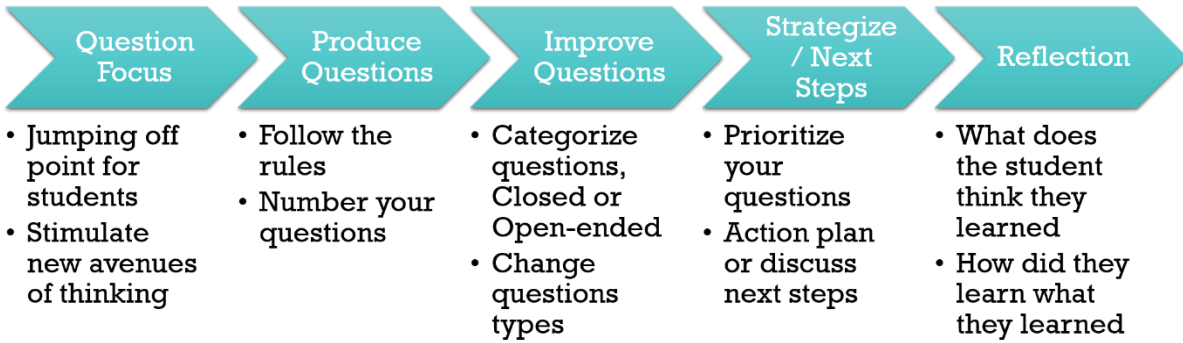 Question
Focus
• Jumping off
point for
students
• Stimulate
new avenues
of thinking
Produce
Questions
• Follow the
rules
• Number your
questions
Improve
Questions
• Categorize
questions,
Closed or
Open-ended
• Change
questions
types
Strategize
/ Next
Steps
• Prioritize
your
questions
• Action plan
or discuss
next steps
Reflection
• What does
the student
think they
learned
• How did they
learn what
they learned